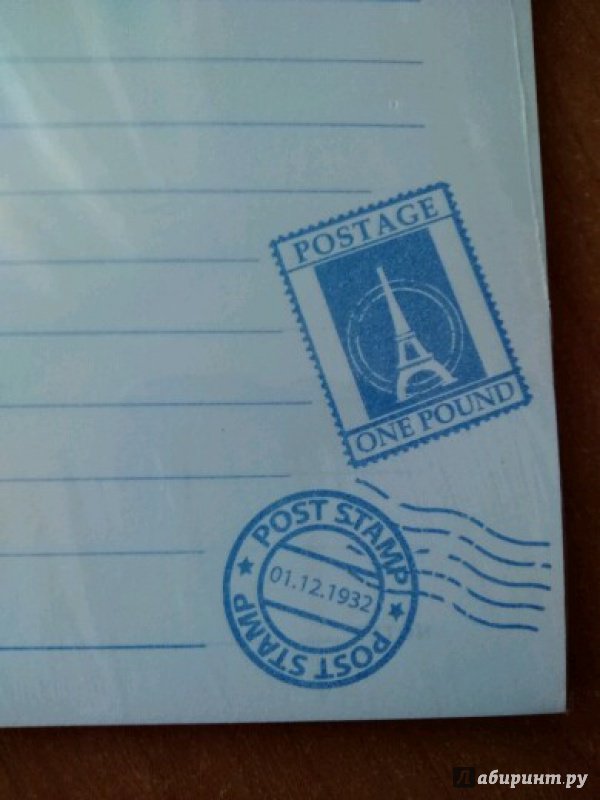 POSTAGE
ONE POUND
POST STAMP
01.12.1932
POST STAMP
Лабиринт.ру